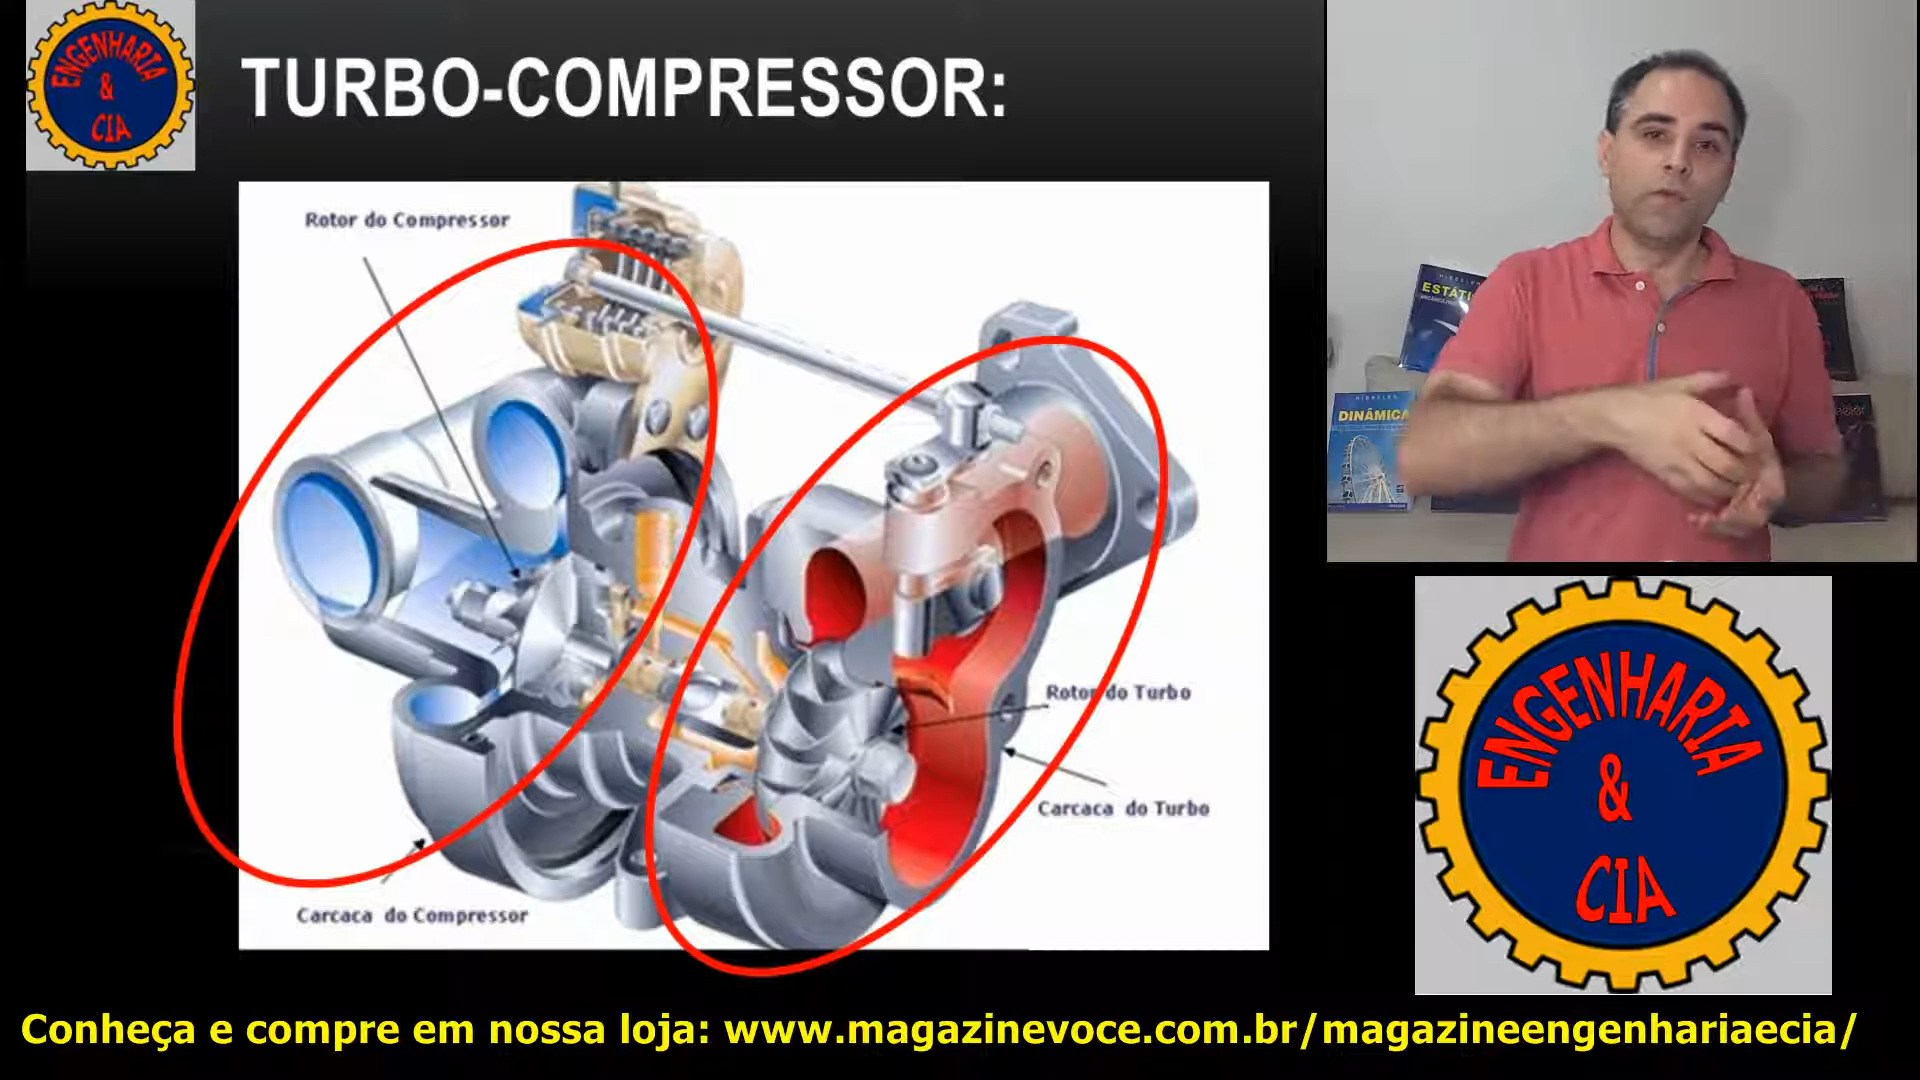 ENGENHARIA
&
CIA
TURBO-COMPRESSOR:
Rotor do Compressor
Rotor do Turbo
Carcaca do Turbo
Carcaca do Compressor
HIBBELER
DINÂMICA
ENGENHARIA
&
CIA
Conheça e compre em nossa loja: www.magazinevoce.com.br/magazineengenhariaecia/